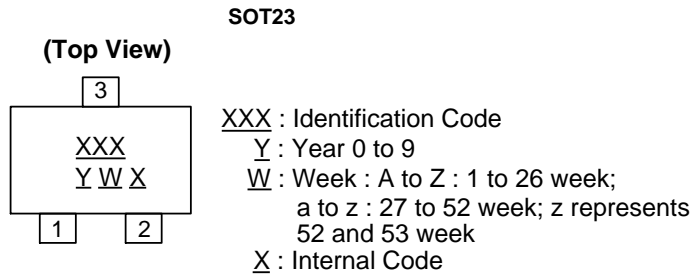 SOT23
(Top View)
3
XXX
Y W X
1 2
XXX : Identification Code
Y : Year 0 to 9
W : Week : A to Z : 1 to 26 week;
a to z : 27 to 52 week; z represents
52 and 53 week
X : Internal Code